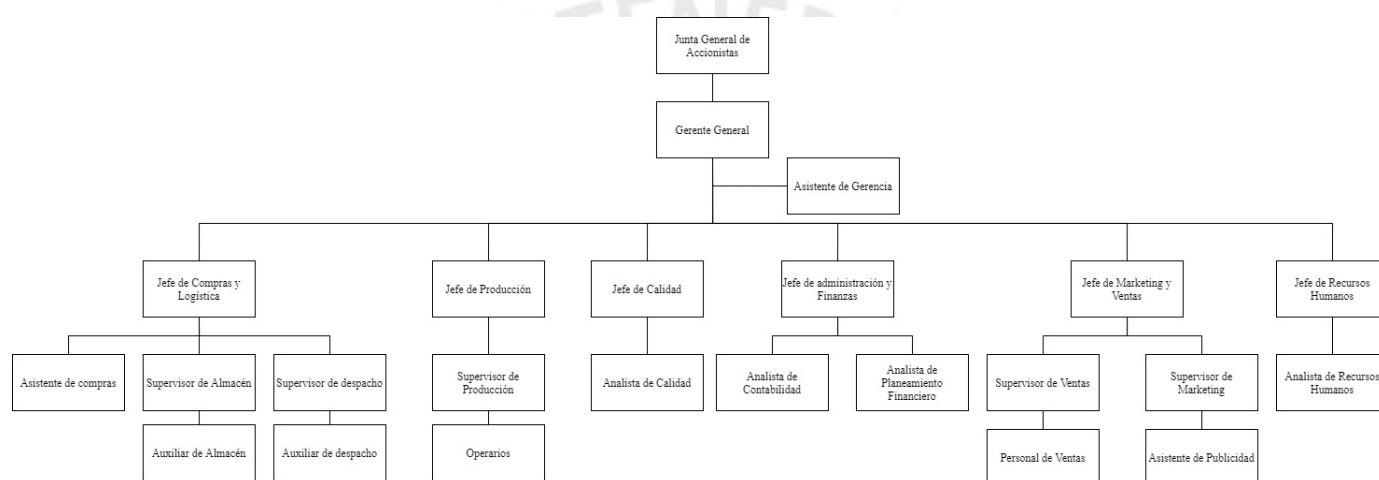 Junta General de
Accionistas
Gerente General
Asistente de Gerencia
Jefe de Compras y
Logística
Jefe de Producción
Jefe de Calidad
Jefe de administración y
Finanzas
Jefe de Marketing y
Ventas
Jefe de Recursos
Humanos
Asistente de compras
Supervisor de Almacén
Supervisor de despacho
Supervisor de
Producción
Analista de Calidad
Analista de
Contabilidad
Analista de
Planeamiento
Financiero
Supervisor de Ventas
Supervisor de
Marketing
Analista de Recursos
Humanos
Auxiliar de Almacén
Auxiliar de despacho
Operarios
Personal de Ventas
Asistente de Publicidad